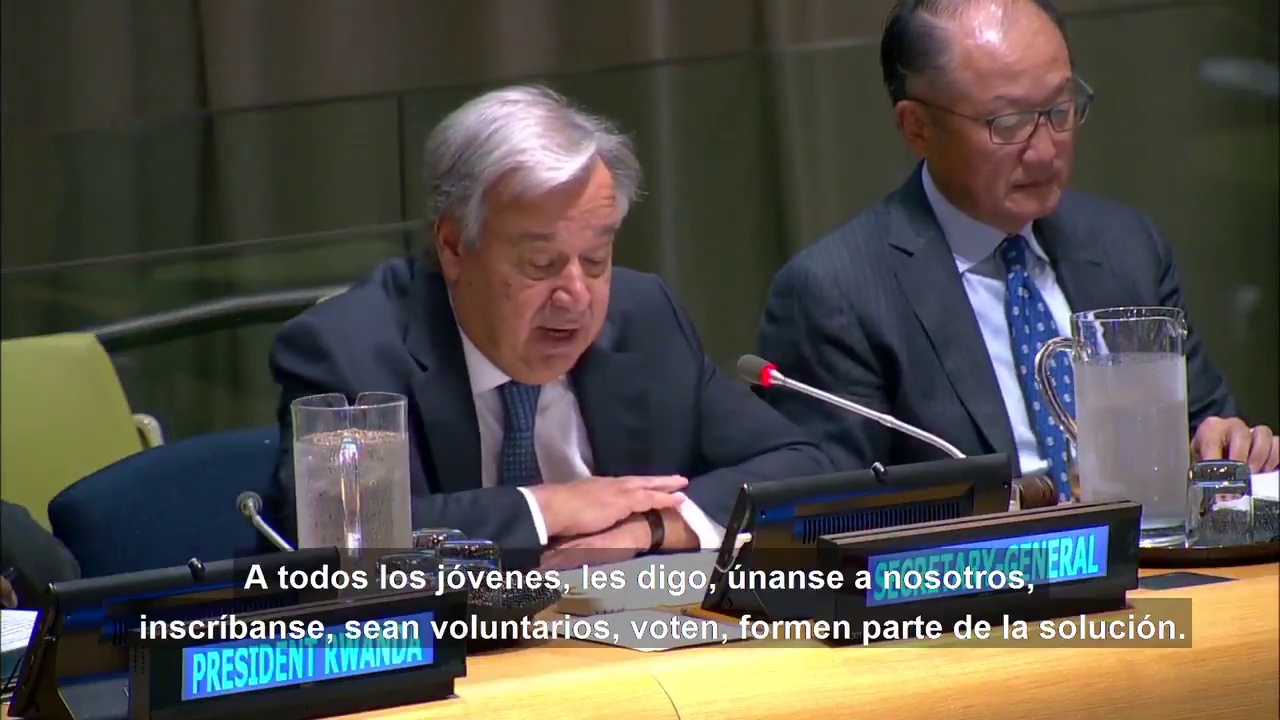 SECRETARY-GENERAL
A todos los jóvenes, les digo, únanse a nosotros,
inscríbanse, sean voluntarios, voten, formen parte de la solución.
PRESIDENT RWANDA